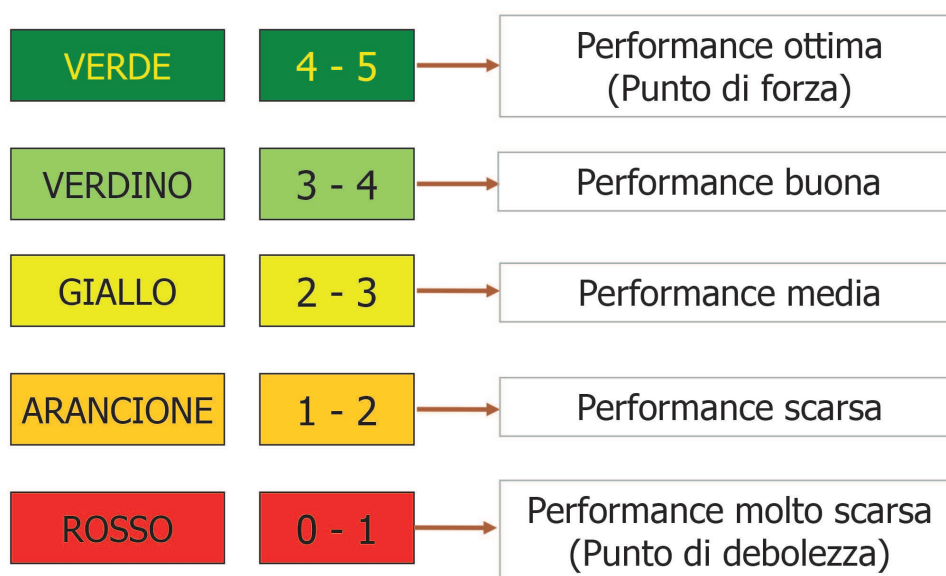 VERDE 4 - 5 Performance ottima
(Punto di forza)
VERDINO 3 - 4 Performance buona
GIALLO 2 - 3 Performance media
ARANCIONE 1 - 2 Performance scarsa
ROSSO 0 - 1 Performance molto scarsa
(Punto di debolezza)